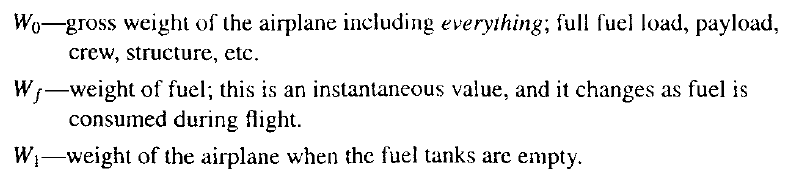 W₀—gross weight of the airplane including everything; full fuel load, payload,
crew, structure, etc.
W_f—weight of fuel; this is an instantaneous value, and it changes as fuel is
consumed during flight.
W₁—weight of the airplane when the fuel tanks are empty.